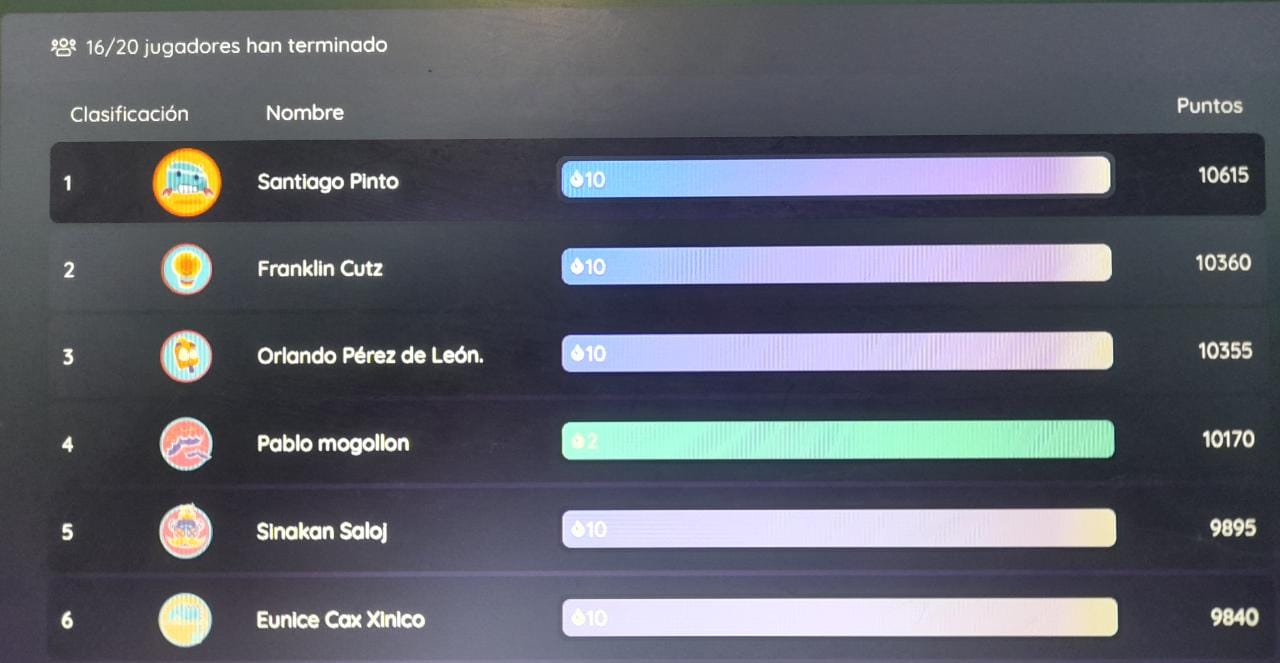 16/20 jugadores han terminado
Clasificación Nombre Puntos
1 Santiago Pinto 10 10615
2 Franklin Cutz 10 10360
3 Orlando Pérez de León. 10 10355
4 Pablo mogollon 2 10170
5 Sinakan Saloj 10 9895
6 Eunice Cax Xinico 10 9840